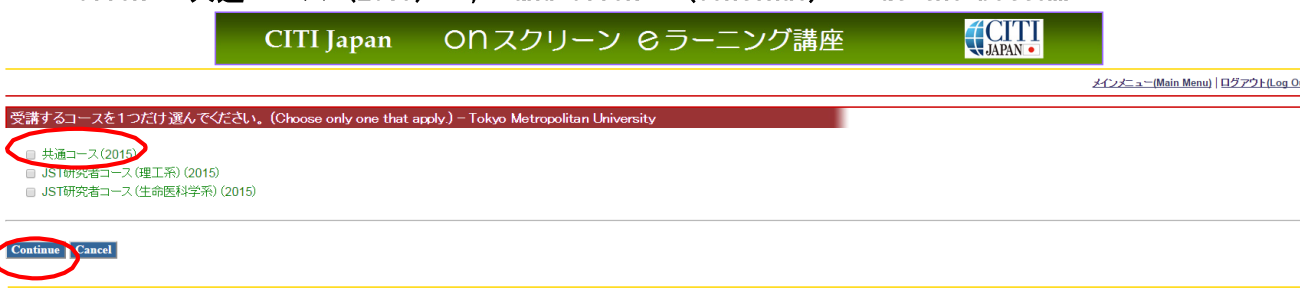 CITI Japan onスクリーン eラーニング講座 CITI JAPAN
メインメニュー(Main Menu) | ログアウト(Log O
受講するコースを1つだけ選んでください。(Choose only one that apply.) – Tokyo Metropolitan University
共通コース(2015)
JST研究者コース(理工系)(2015)
JST研究者コース(生命医科学系)(2015)
Continue Cancel